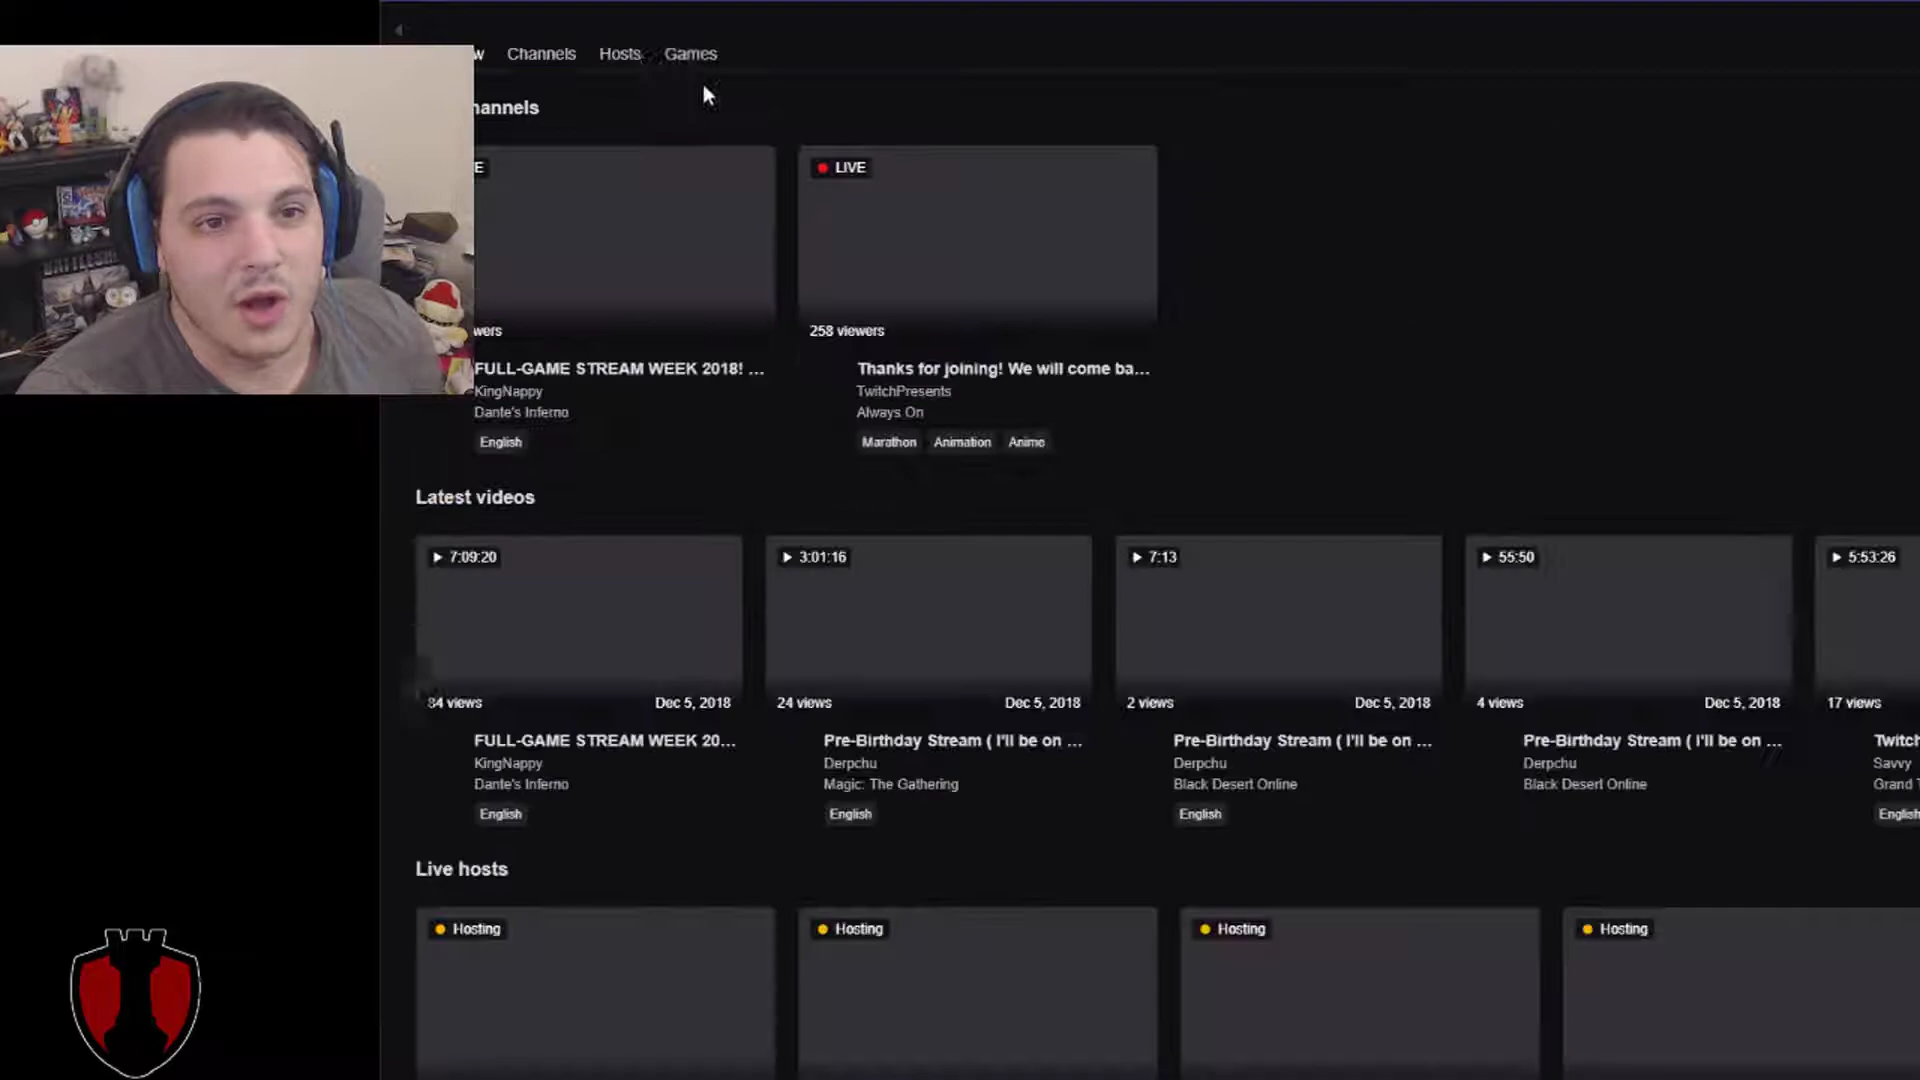 w Channels Hosts Games
hannels
E
LIVE
wers
258 viewers
FULL-GAME STREAM WEEK 2018! ...
KingNappy
Dante's Inferno
English
Thanks for joining! We will come ba...
TwitchPresents
Always On
Marathon Animation Anime
Latest videos
7:09:20
84 views Dec 5, 2018
FULL-GAME STREAM WEEK 20...
KingNappy
Dante's Inferno
English
3:01:16
24 views Dec 5, 2018
Pre-Birthday Stream ( I'll be on ...
Derpchu
Magic: The Gathering
English
7:13
2 views Dec 5, 2018
Pre-Birthday Stream ( I'll be on ...
Derpchu
Black Desert Online
English
55:50
4 views Dec 5, 2018
Pre-Birthday Stream ( I'll be on ...
Derpchu
Black Desert Online
5:53:26
17 views
Twitch
Savvy
Grand T
English
Live hosts
Hosting
Hosting
Hosting
Hosting